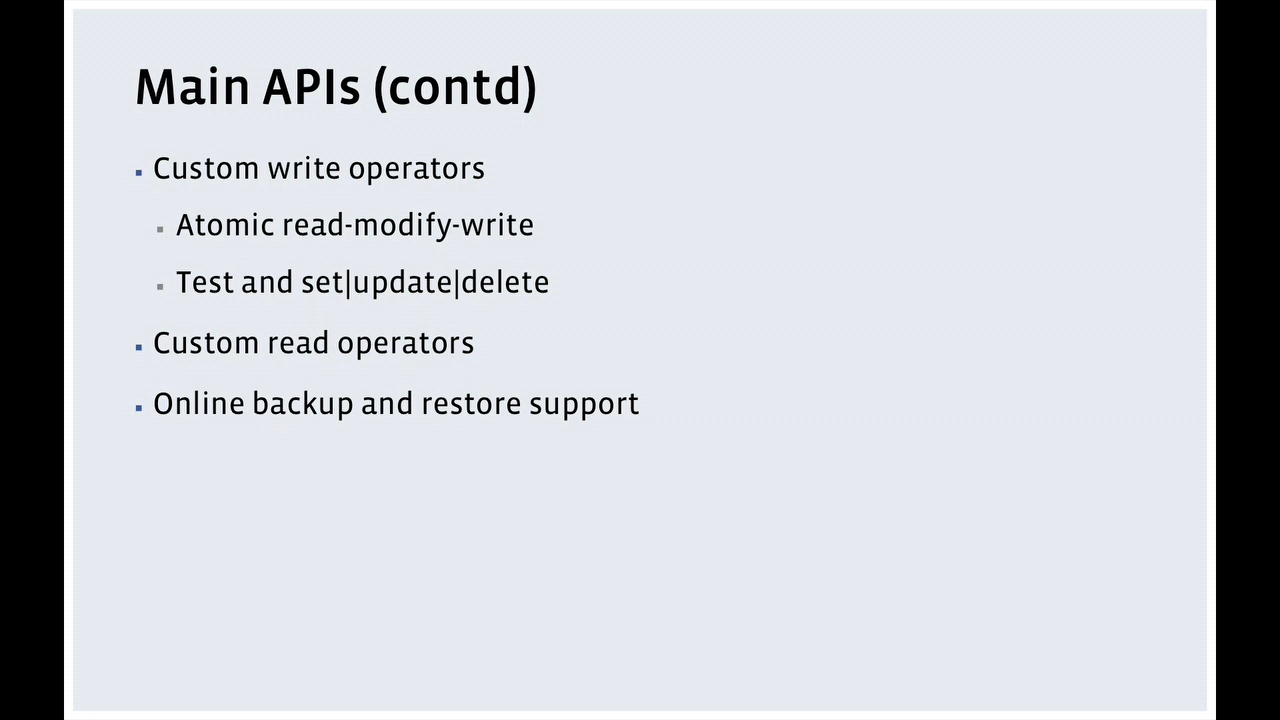 Main APIs (contd)
Custom write operators
Atomic read-modify-write
Test and set|update|delete
Custom read operators
Online backup and restore support